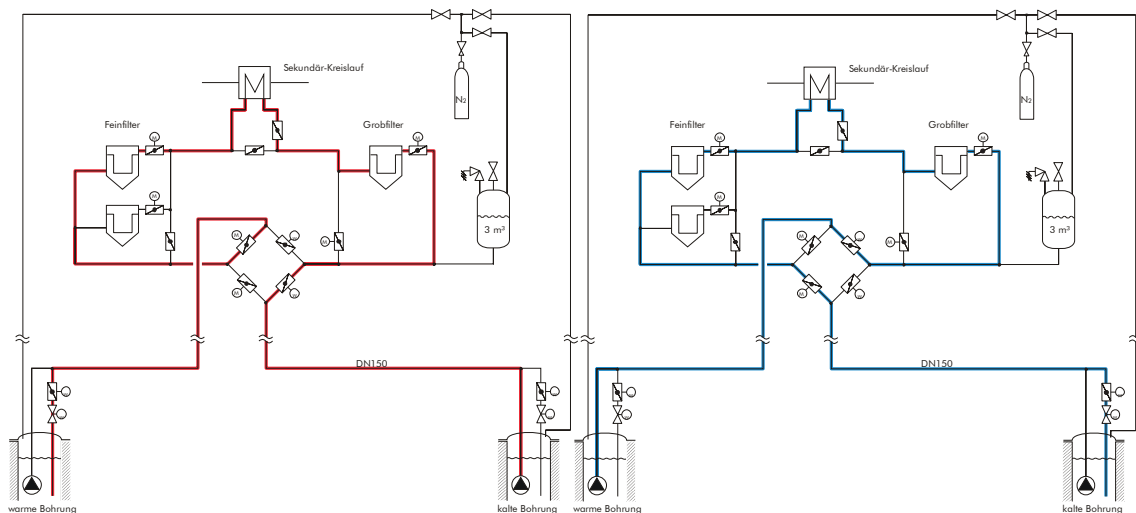 Sekundär-Kreislauf
N₂
Feinfilter
M
Grobfilter
M
M
3 m³
M
M
M
M
DN150
warme Bohrung
kalte Bohrung
Sekundär-Kreislauf
N₂
Feinfilter
M
Grobfilter
M
M
3 m³
M
M
M
M
DN150
warme Bohrung
kalte Bohrung